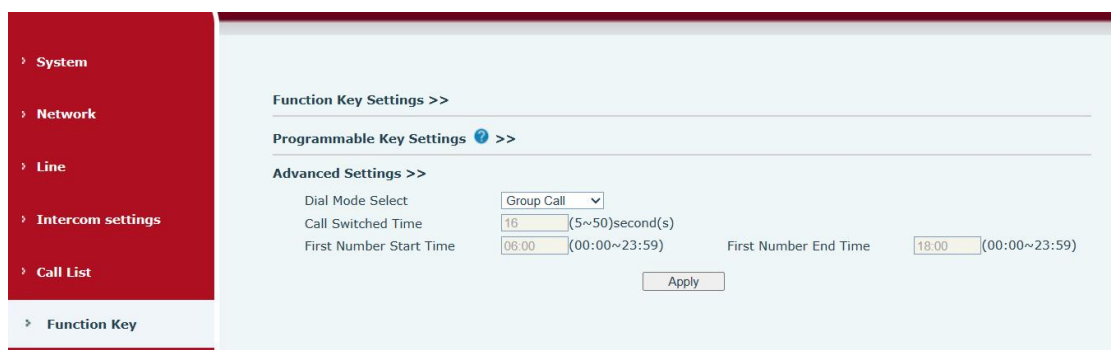 System
Network
Line
Intercom settings
Call List
Function Key
Function Key Settings >>
Programmable Key Settings ? >>
Advanced Settings >>
Dial Mode Select Group Call
Call Switched Time 16 (5~50)second(s)
First Number Start Time 06:00 (00:00~23:59) First Number End Time 18:00 (00:00~23:59)
Apply